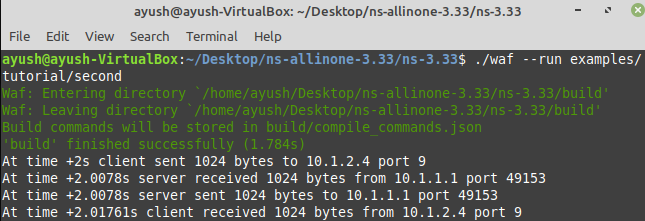 ayush@ayush-VirtualBox: ~/Desktop/ns-allinone-3.33/ns-3.33
File Edit View Search Terminal Help
ayush@ayush-VirtualBox:~/Desktop/ns-allinone-3.33/ns-3.33$ ./waf --run examples/
tutorial/second
Waf: Entering directory `/home/ayush/Desktop/ns-allinone-3.33/ns-3.33/build'
Waf: Leaving directory `/home/ayush/Desktop/ns-allinone-3.33/ns-3.33/build'
Build commands will be stored in build/compile_commands.json
'build' finished successfully (1.784s)
At time +2s client sent 1024 bytes to 10.1.2.4 port 9
At time +2.0078s server received 1024 bytes from 10.1.1.1 port 49153
At time +2.0078s server sent 1024 bytes to 10.1.1.1 port 49153
At time +2.01761s client received 1024 bytes from 10.1.2.4 port 9